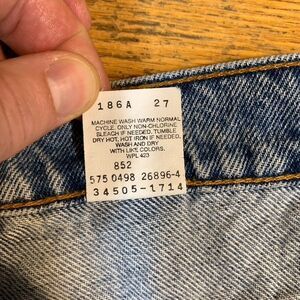 186A 27
MACHINE WASH WARM NORMAL
CYCLE. ONLY NON-CHLORINE
BLEACH IF NEEDED. TUMBLE
DRY HOT. HOT IRON IF NEEDED.
WASH AND DRY
WITH LIKE COLORS.
WPL 423
852
575 0498 26896-4
34505-1714